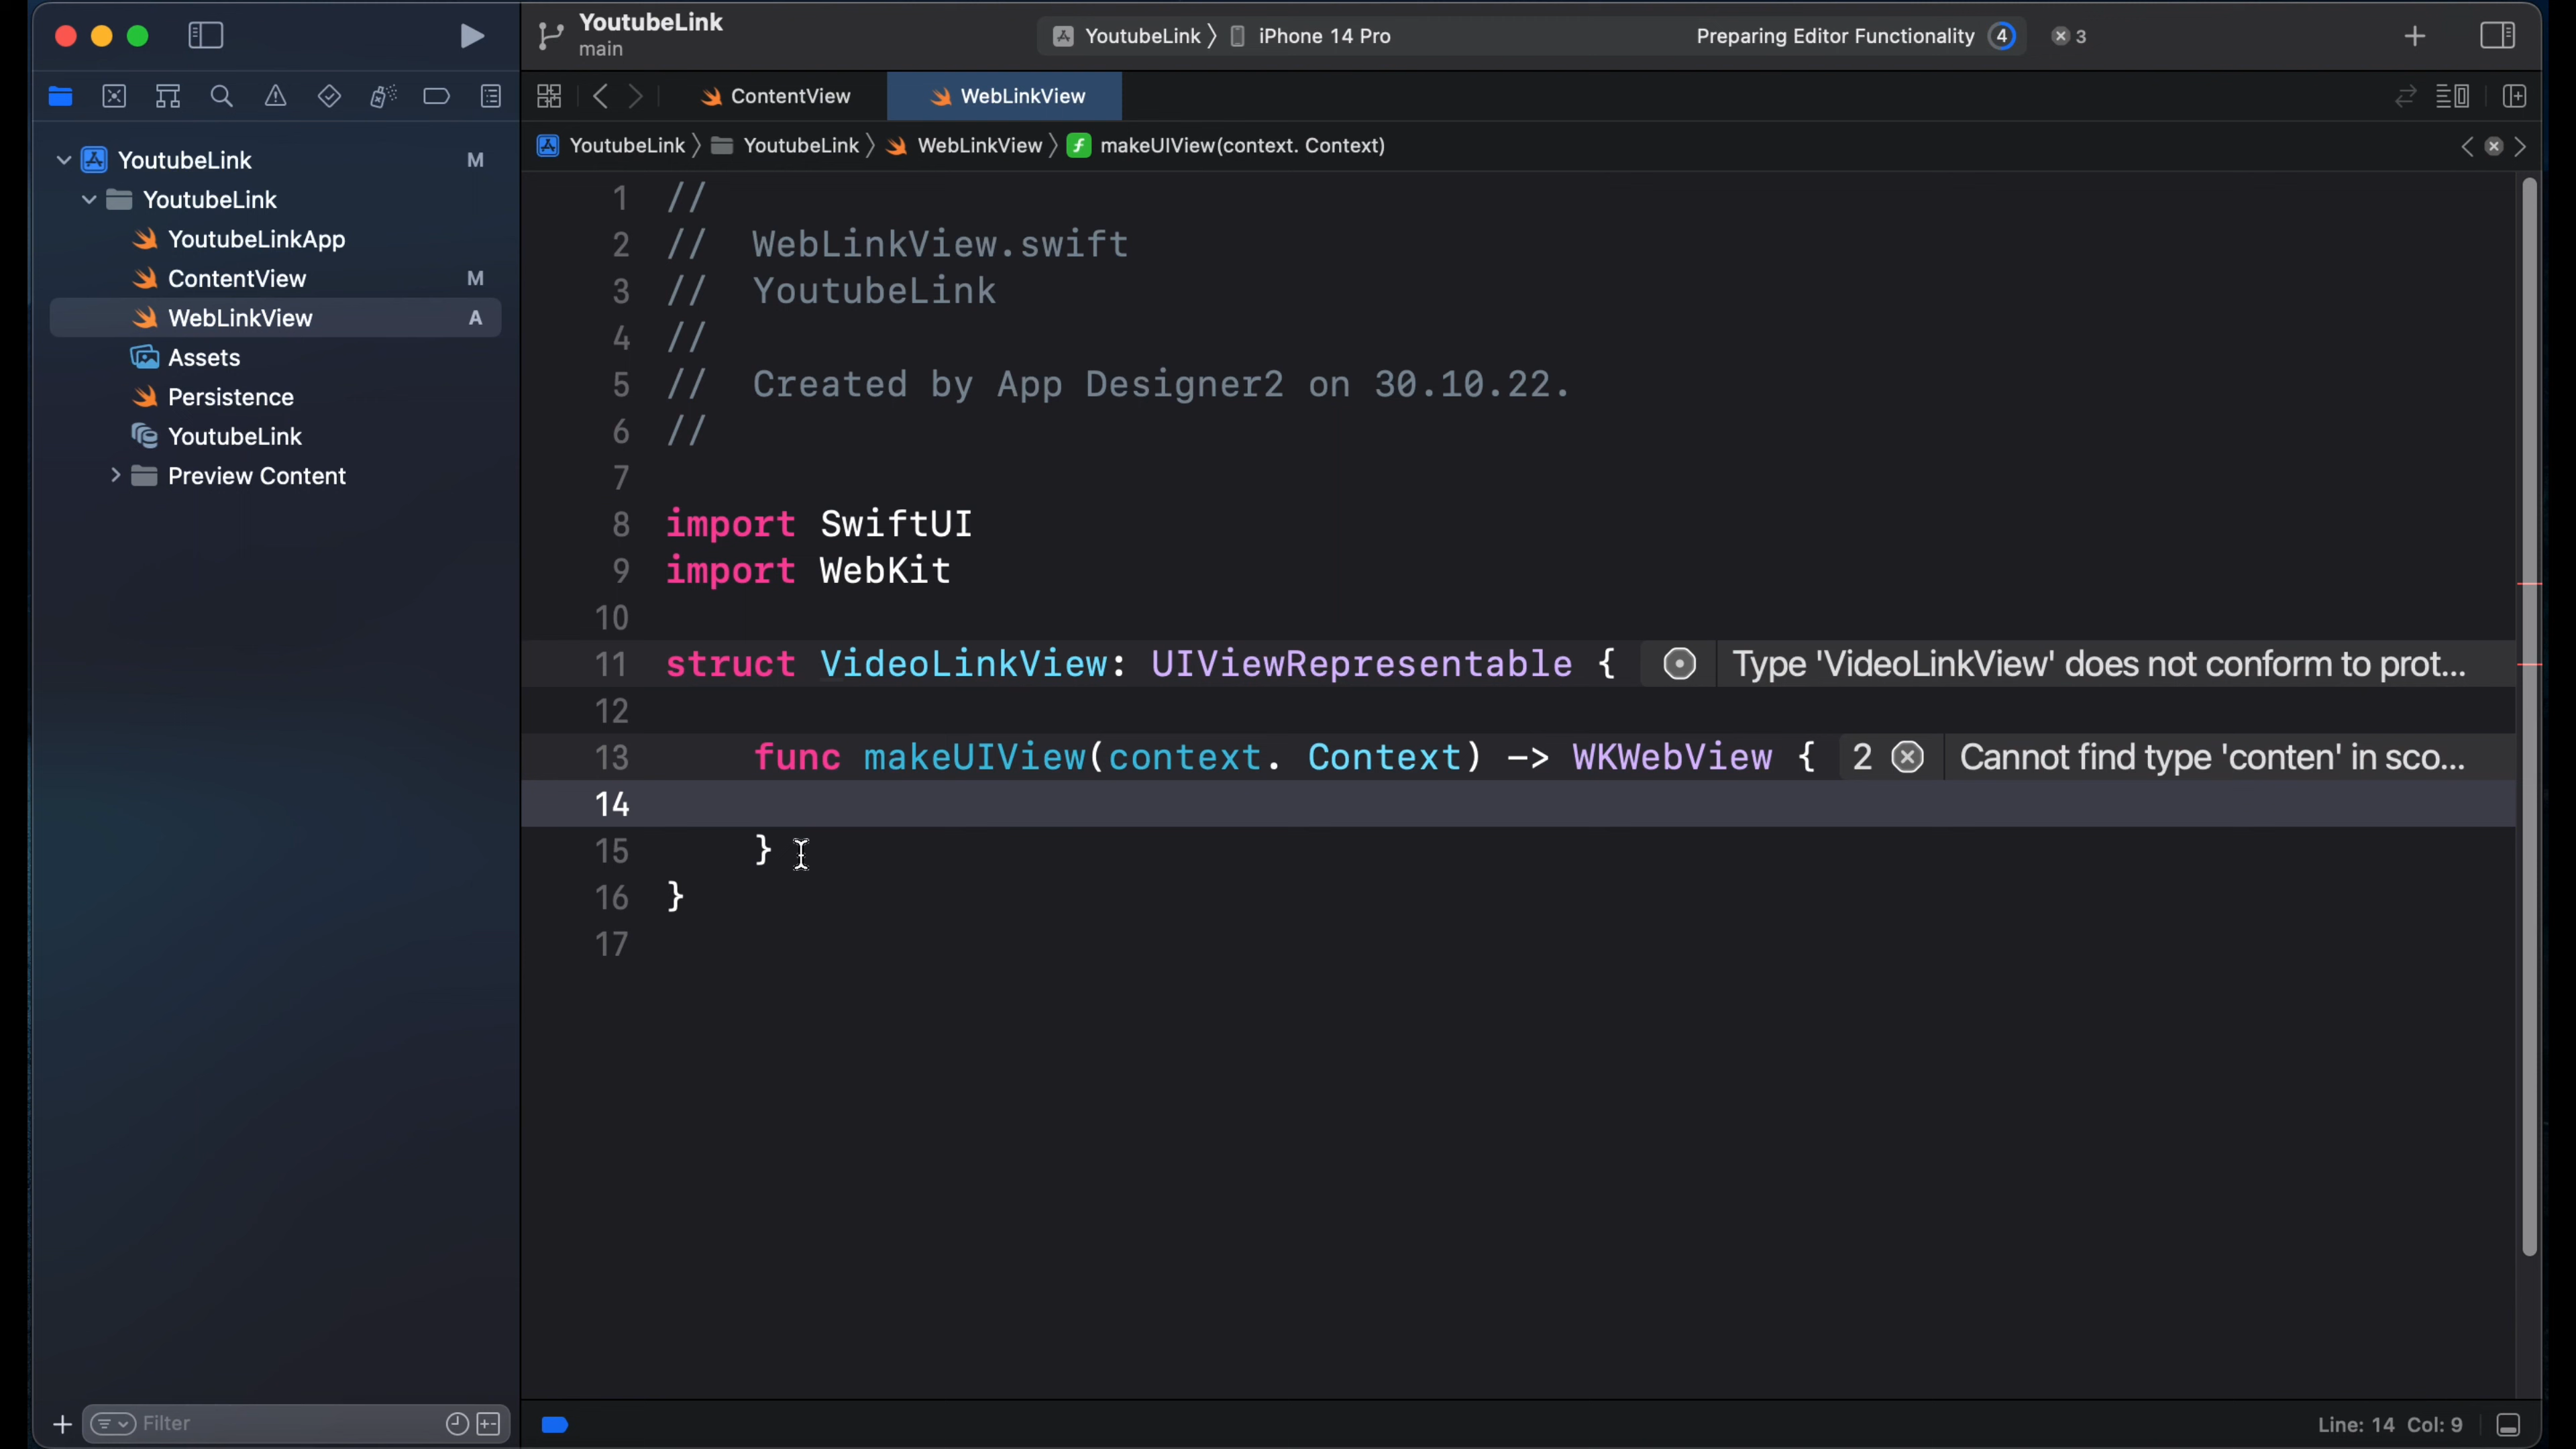 YoutubeLink
main
YoutubeLink 〉 iPhone 14 Pro
Preparing Editor Functionality 4
3
ContentView
WebLinkView
YoutubeLink 〉 YoutubeLink 〉 WebLinkView 〉 f makeUIView(context. Context)
YoutubeLink M
YoutubeLink
YoutubeLinkApp
ContentView M
WebLinkView A
Assets
Persistence
YoutubeLink
Preview Content
1 //
2 //  WebLinkView.swift
3 //  YoutubeLink
4 //
5 //  Created by App Designer2 on 30.10.22.
6 //
7
8 import SwiftUI
9 import WebKit
10
11 struct VideoLinkView: UIViewRepresentable { Type 'VideoLinkView' does not conform to prot...
12
13     func makeUIView(context. Context) -> WKWebView { 2 Cannot find type 'conten' in sco...
14
15     }
16 }
17
Filter
Line: 14 Col: 9